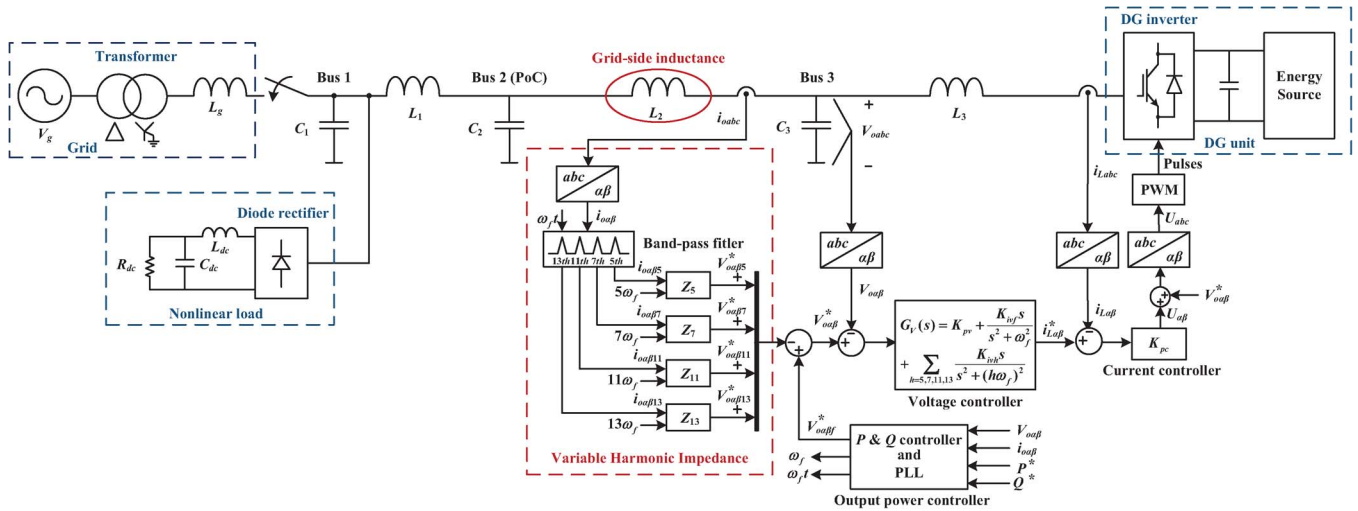 DG inverter
Transformer
Grid-side inductance
Bus 1
Bus 2 (PoC)
Bus 3
Energy
Source
V_g
L_g
C_1
L_1
C_2
L_2
i_oabc
C_3
+
V_oabc
−
L_3
Grid
DG unit
Pulses
i_Labc
PWM
U_abc
abc
αβ
ω_f t
i_oαβ
Diode rectifier
R_dc
L_dc
C_dc
Nonlinear load
Band-pass fitler
13th 11th 7th 5th
i_oαβ5
5ω_f
Z_5
V*_oαβ5
+
i_oαβ7
7ω_f
Z_7
V*_oαβ7
+
i_oαβ11
11ω_f
Z_11
V*_oαβ11
+
i_oαβ13
13ω_f
Z_13
V*_oαβ13
+
Variable Harmonic Impedance
abc
αβ
V_oαβ
−
+
V*_oαβ
+
−
G_V(s) = K_pv + K_ivf s / (s² + ω_f²)
+ Σ_{h=5,7,11,13} K_ivh s / (s² + (hω_f)²)
Voltage controller
i*_Lαβ
abc
αβ
i_Lαβ
+
−
K_pc
Current controller
abc
αβ
+
+
V*_oαβ
U_αβ
V*_oαβf
P & Q controller
and
PLL
ω_f
ω_f t
V_oαβ
i_oαβ
P*
Q*
Output power controller